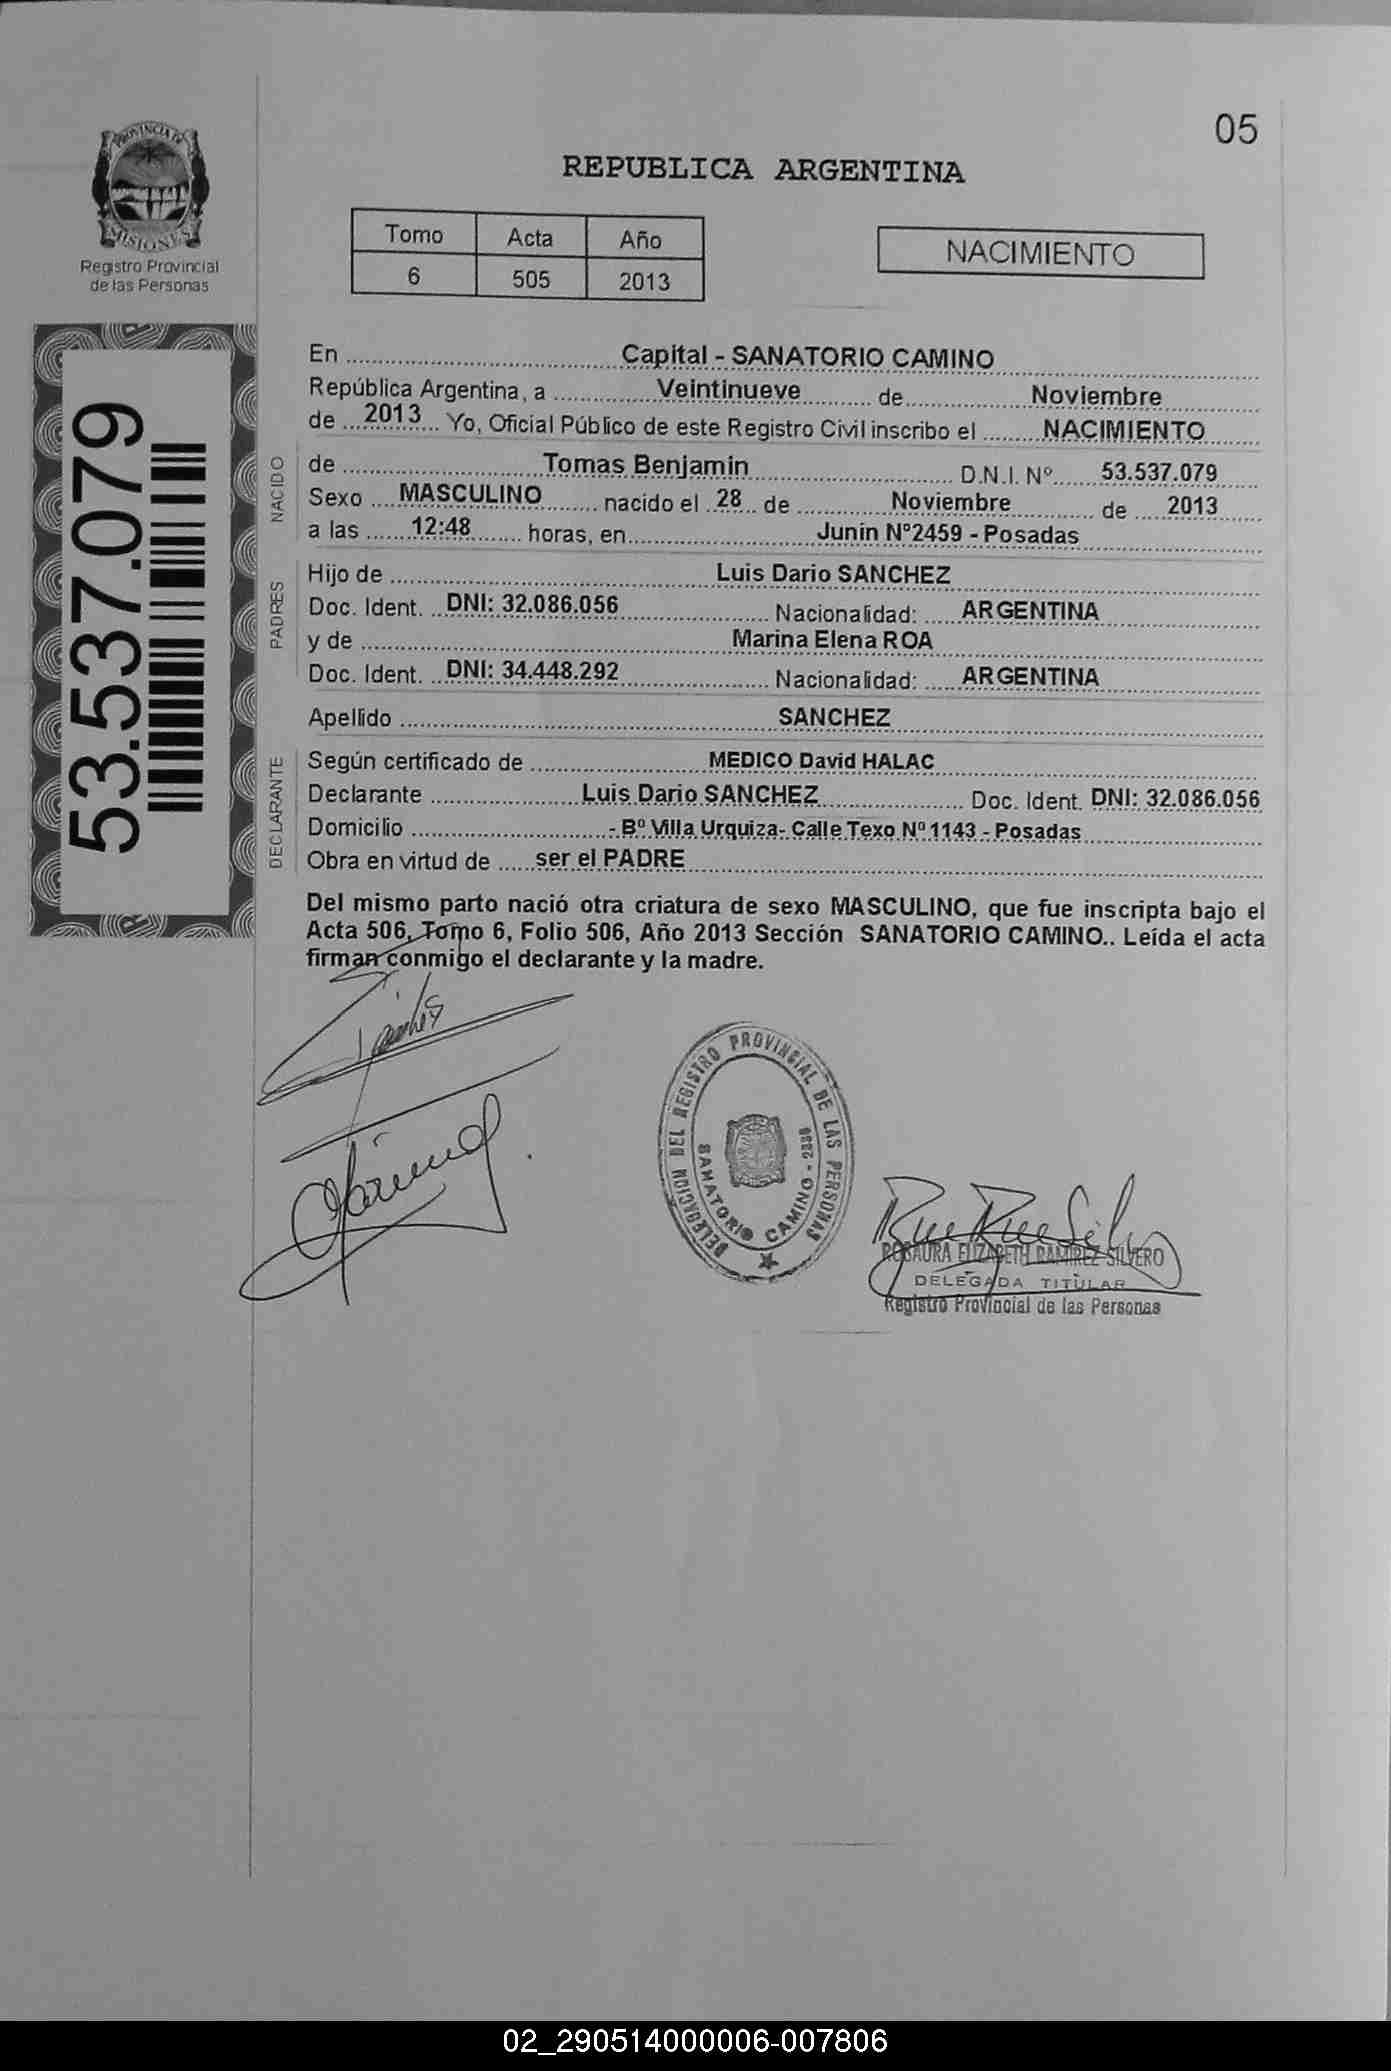 05
PROVINCIA DE
MISIONES
Registro Provincial
de las Personas
REPUBLICA ARGENTINA
Tomo Acta Año
6 505 2013
NACIMIENTO
53.537.079
En Capital - SANATORIO CAMINO
República Argentina, a Veintinueve de Noviembre
de 2013 Yo, Oficial Público de este Registro Civil inscribo el NACIMIENTO
NACIDO
de Tomas Benjamin D.N.I. Nº 53.537.079
Sexo MASCULINO nacido el 28 de Noviembre de 2013
a las 12:48 horas, en Junin Nº2459 - Posadas
PADRES
Hijo de Luis Dario SANCHEZ
Doc. Ident. DNI: 32.086.056 Nacionalidad: ARGENTINA
y de Marina Elena ROA
Doc. Ident. DNI: 34.448.292 Nacionalidad: ARGENTINA
Apellido SANCHEZ
DECLARANTE
Según certificado de MEDICO David HALAC
Declarante Luis Dario SANCHEZ Doc. Ident. DNI: 32.086.056
Domicilio - Bº Villa Urquiza- Calle Texo Nº 1143 - Posadas
Obra en virtud de ser el PADRE
Del mismo parto nació otra criatura de sexo MASCULINO, que fue inscripta bajo el
Acta 506, Tomo 6, Folio 506, Año 2013 Sección SANATORIO CAMINO.. Leída el acta
firman conmigo el declarante y la madre.
DELEGACION DEL REGISTRO PROVINCIAL DE LAS PERSONAS
SANATORIO CAMINO
ROSAURA ELIZABETH RAMIREZ SILVERO
DELEGADA TITULAR
Registro Provincial de las Personas
02_290514000006-007806